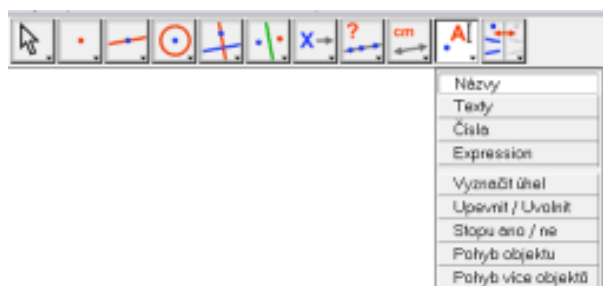 X
?
cm
A
Názvy
Texty
Čísla
Expression
Vyznačit úhel
Upevnit / Uvolnit
Stopu ano / ne
Pohyb objektu
Pohyb více objektů